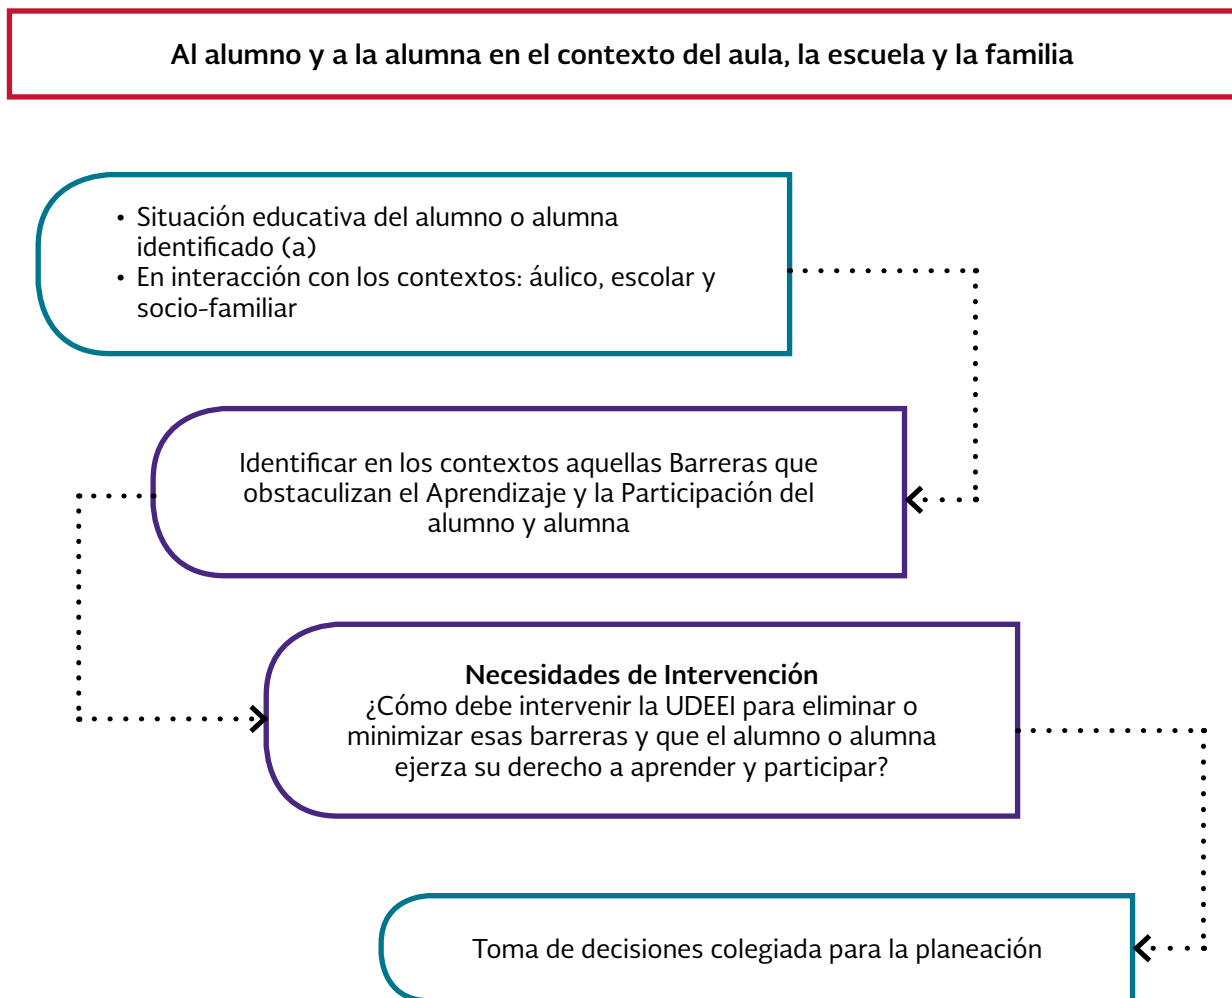 Al alumno y a la alumna en el contexto del aula, la escuela y la familia
• Situación educativa del alumno o alumna
identificado (a)
• En interacción con los contextos: áulico, escolar y
socio-familiar
Identificar en los contextos aquellas Barreras que
obstaculizan el Aprendizaje y la Participación del
alumno y alumna
Necesidades de Intervención
¿Cómo debe intervenir la UDEEI para eliminar o
minimizar esas barreras y que el alumno o alumna
ejerza su derecho a aprender y participar?
Toma de decisiones colegiada para la planeación